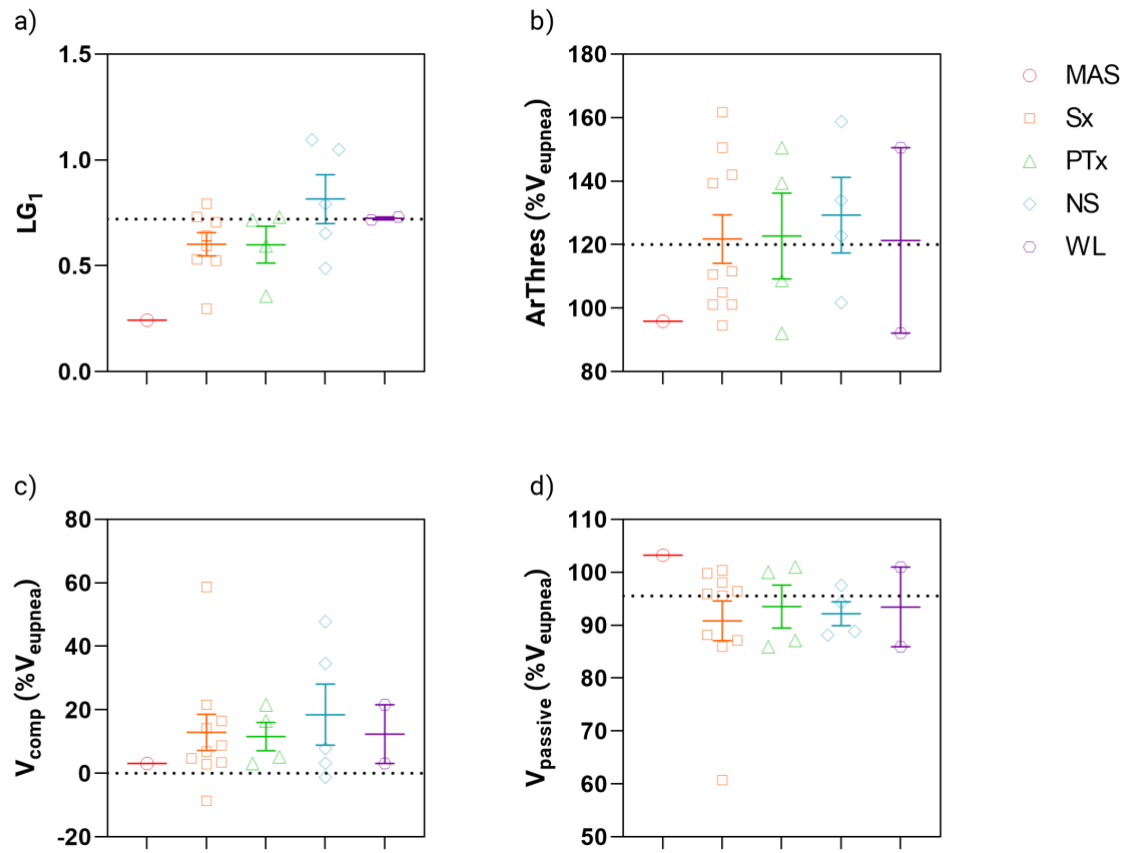 a)
1.5
1.0
0.5
0.0
LG1
b)
180
160
140
120
100
80
ArThres (%Veupnea)
MAS
Sx
PTx
NS
WL
c)
80
60
40
20
0
-20
Vcomp (%Veupnea)
d)
110
100
90
80
70
60
50
Vpassive (%Veupnea)